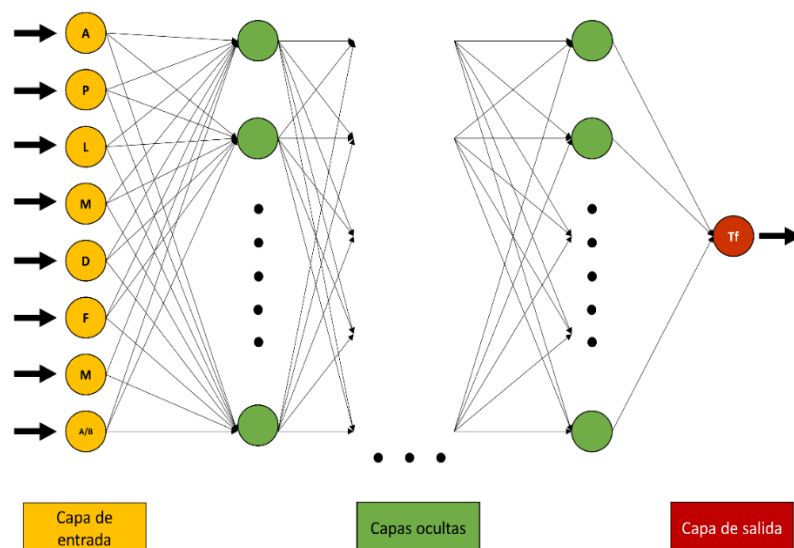 A
P
L
M
D
F
M
A/B
Tf
Capa de
entrada
Capas ocultas
Capa de salida